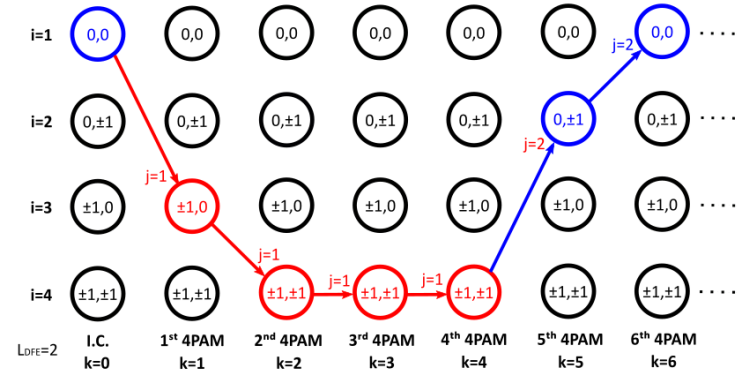 i=1 0,0 0,0 0,0 0,0 0,0 0,0 0,0 ....
j=2
i=2 0,±1 0,±1 0,±1 0,±1 0,±1 0,±1 0,±1 ....
j=2
j=1
i=3 ±1,0 ±1,0 ±1,0 ±1,0 ±1,0 ±1,0 ±1,0 ....
j=1
j=1 j=1
i=4 ±1,±1 ±1,±1 ±1,±1 ±1,±1 ±1,±1 ±1,±1 ±1,±1 ....
I.C. 1st 4PAM 2nd 4PAM 3rd 4PAM 4th 4PAM 5th 4PAM 6th 4PAM
LDFE=2
k=0 k=1 k=2 k=3 k=4 k=5 k=6